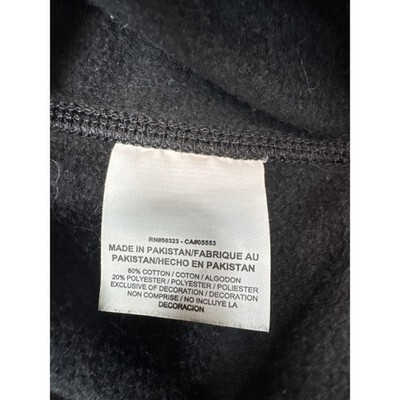 RN#56323 - CA#05553
MADE IN PAKISTAN/FABRIQUE AU
PAKISTAN/HECHO EN PAKISTAN
80% COTTON / COTON / ALGODON
20% POLYESTER / POLYESTER / POLIESTER
EXCLUSIVE OF DECORATION / DECORATION
NON COMPRISE / NO INCLUYE LA
DECORACION